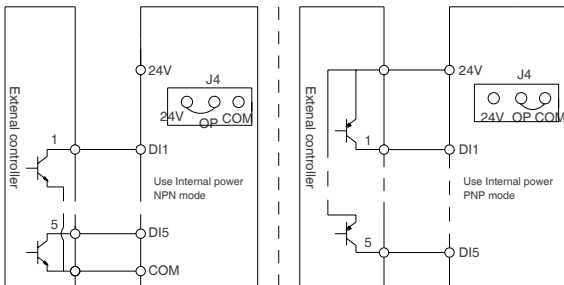 24V
J4
24V
OP
COM
Extenal controller
1
DI1
Use Internal power
NPN mode
5
DI5
COM
24V
J4
24V
OP
COM
Extenal controller
1
DI1
Use Internal power
PNP mode
5
DI5